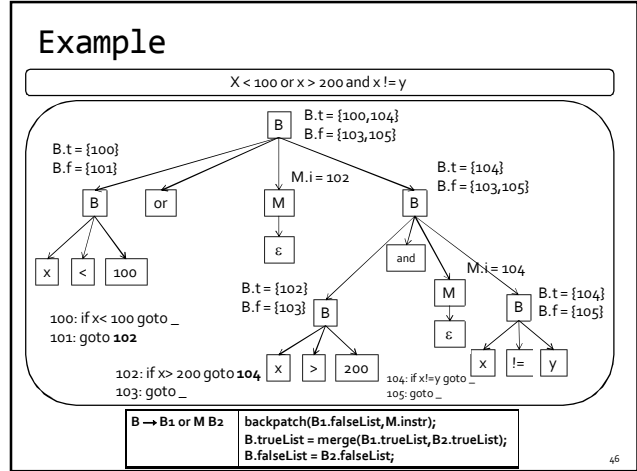 Example
X < 100 or x > 200 and x != y
B
B.t = {100,104}
B.f = {103,105}
B.t = {100}
B.f = {101}
M.i = 102
B.t = {104}
B.f = {103,105}
B
or
M
B
x
<
100
ε
and
M.i = 104
100: if x< 100 goto _
101: goto 102
B.t = {102}
B.f = {103}
B
M
B
B.t = {104}
B.f = {105}
ε
x
>
200
x
!=
y
102: if x> 200 goto 104
103: goto _
104: if x!=y goto _
105: goto _
B → B1 or M B2
backpatch(B1.falseList,M.instr);
B.trueList = merge(B1.trueList,B2.trueList);
B.falseList = B2.falseList;
46